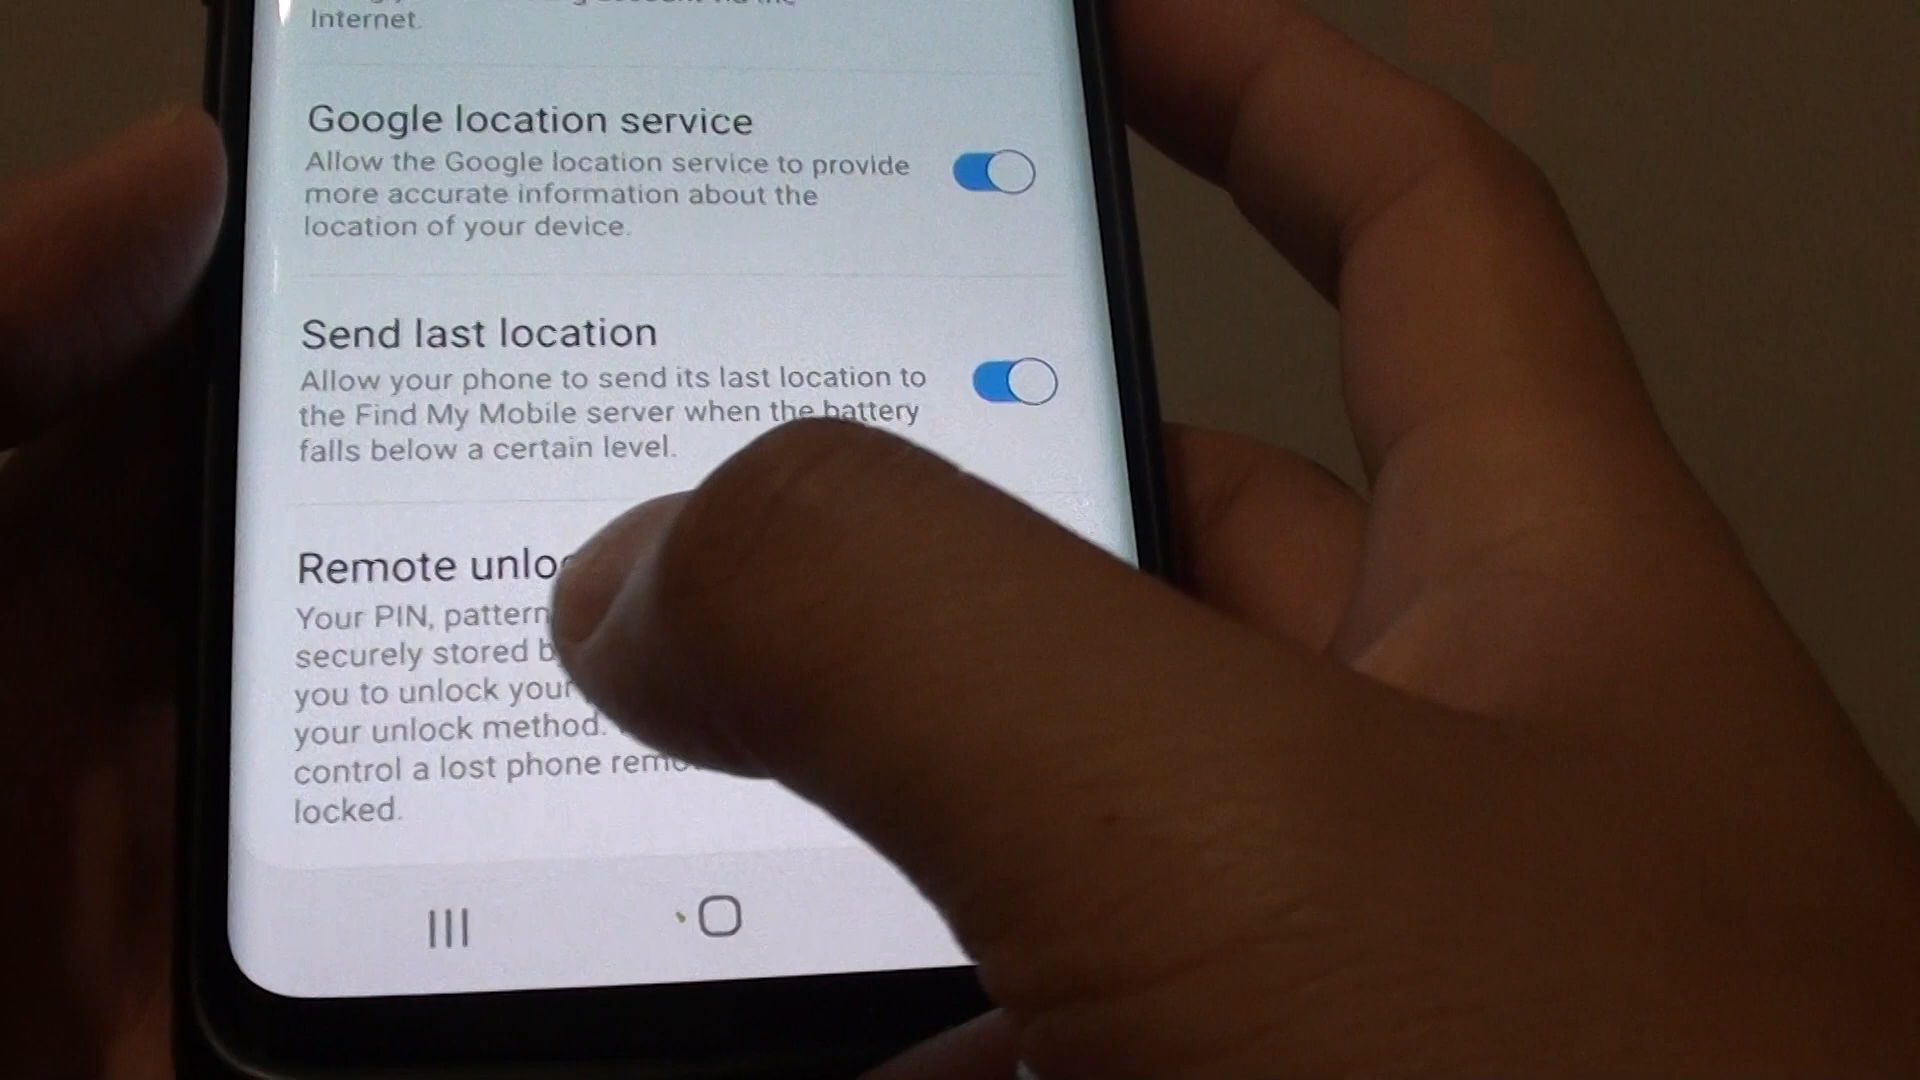 Internet.
Google location service
Allow the Google location service to provide
more accurate information about the
location of your device.
Send last location
Allow your phone to send its last location to
the Find My Mobile server when the battery
falls below a certain level.
Remote
Your PIN, pattern
securely stored
you to unlock your
your unlock method.
control a lost phone
locked.